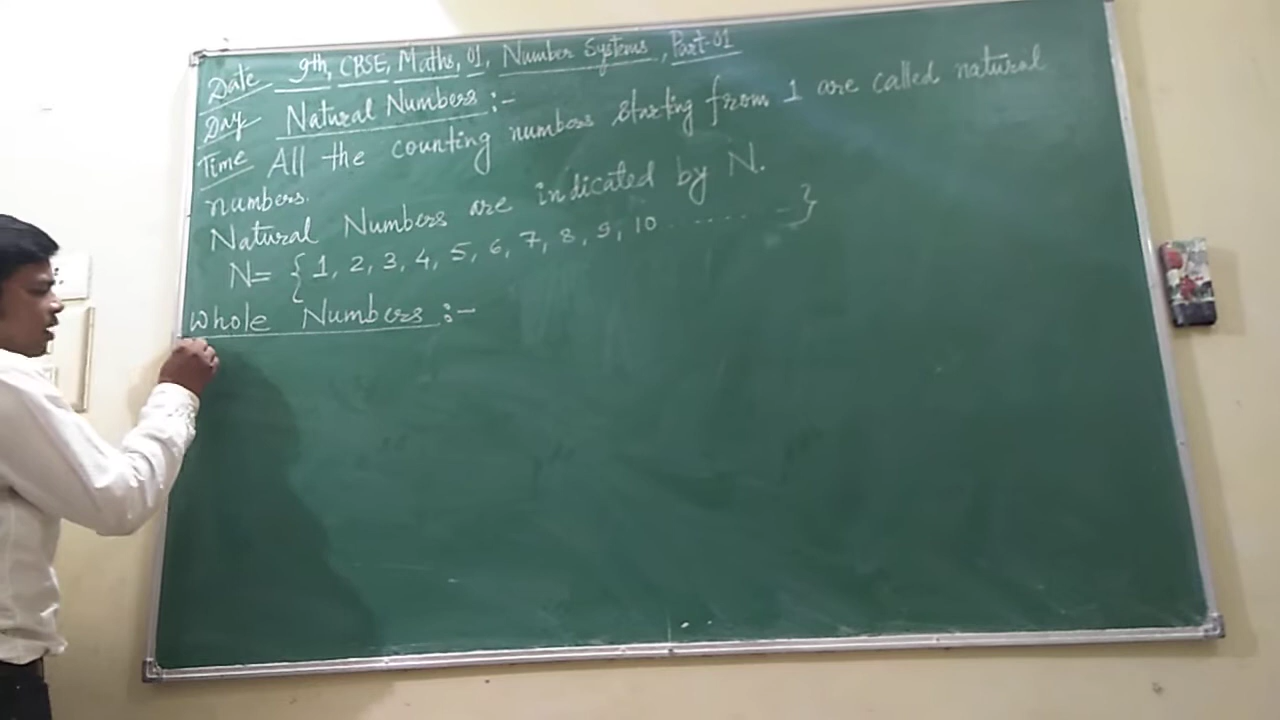 Date 9th, CBSE, Maths, 01, Number Systems, Part-01
Day Natural Numbers :-
Time All the counting numbers starting from 1 are called natural
numbers.
Natural Numbers are indicated by N.
N= { 1, 2, 3, 4, 5, 6, 7, 8, 9, 10 ....... - }
Whole Numbers :-